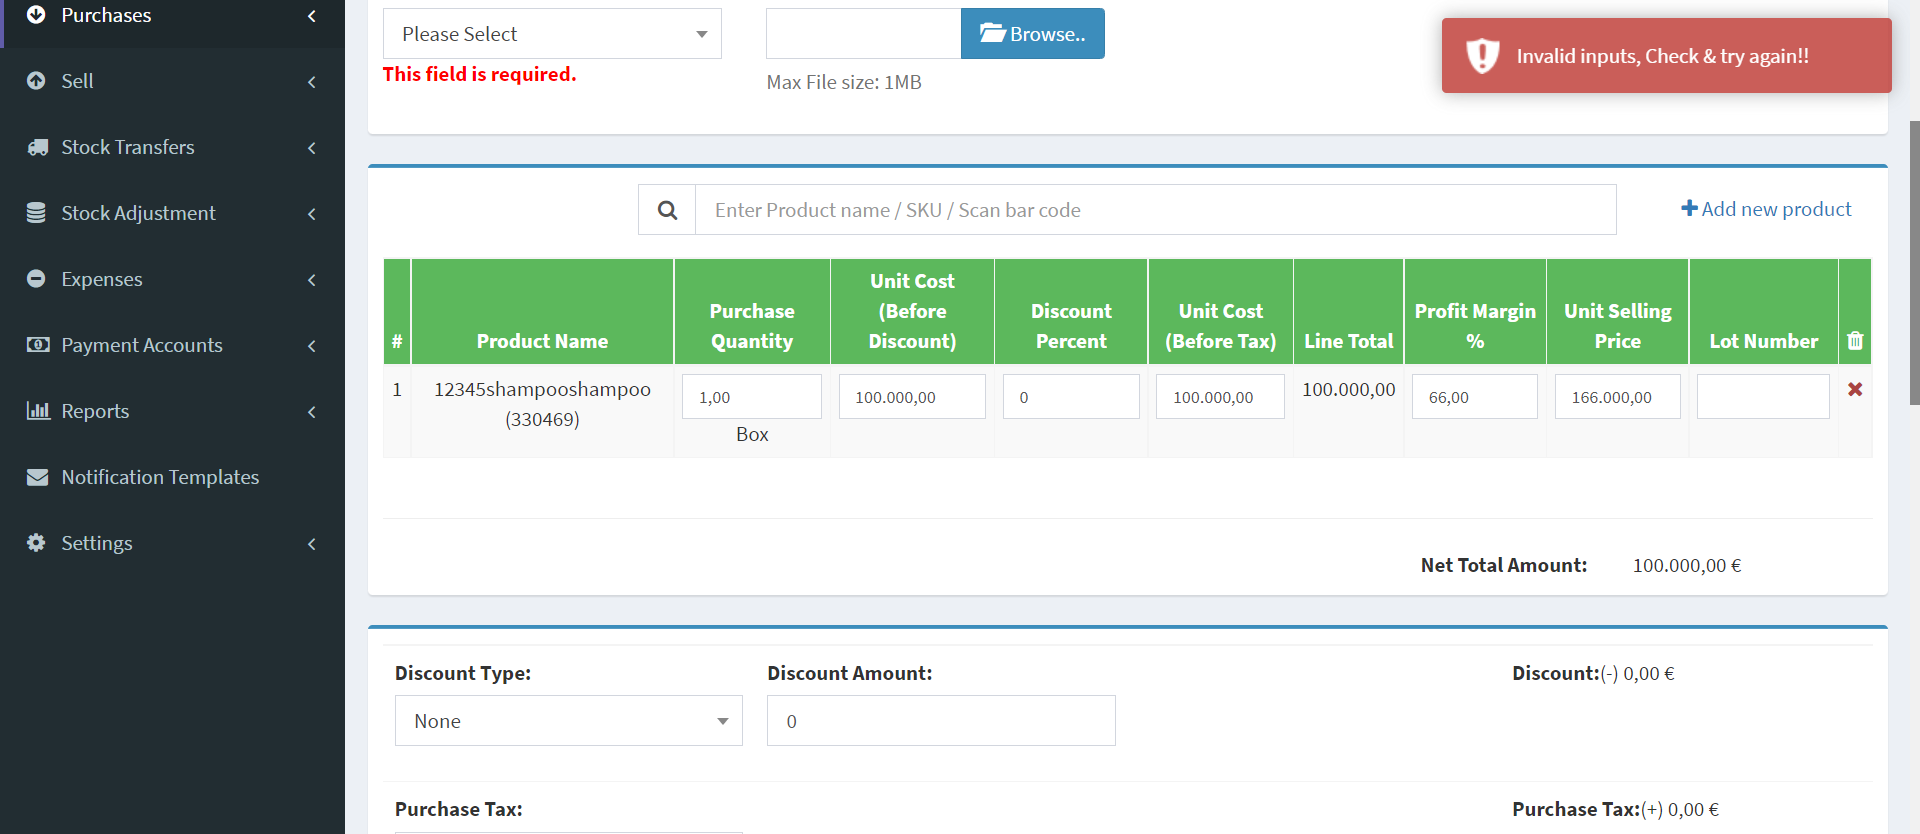 Purchases
Sell
Stock Transfers
Stock Adjustment
Expenses
Payment Accounts
Reports
Notification Templates
Settings
Please Select
Browse..
This field is required.
Max File size: 1MB
Invalid inputs, Check & try again!!
Enter Product name / SKU / Scan bar code
Add new product
#
Product Name
Purchase
Quantity
Unit Cost
(Before
Discount)
Discount
Percent
Unit Cost
(Before Tax)
Line Total
Profit Margin
%
Unit Selling
Price
Lot Number
1
12345shampooshampoo
(330469)
1,00
Box
100.000,00
0
100.000,00
100.000,00
66,00
166.000,00
Net Total Amount: 100.000,00 €
Discount Type:
None
Discount Amount:
0
Discount:(-) 0,00 €
Purchase Tax:
Purchase Tax:(+) 0,00 €